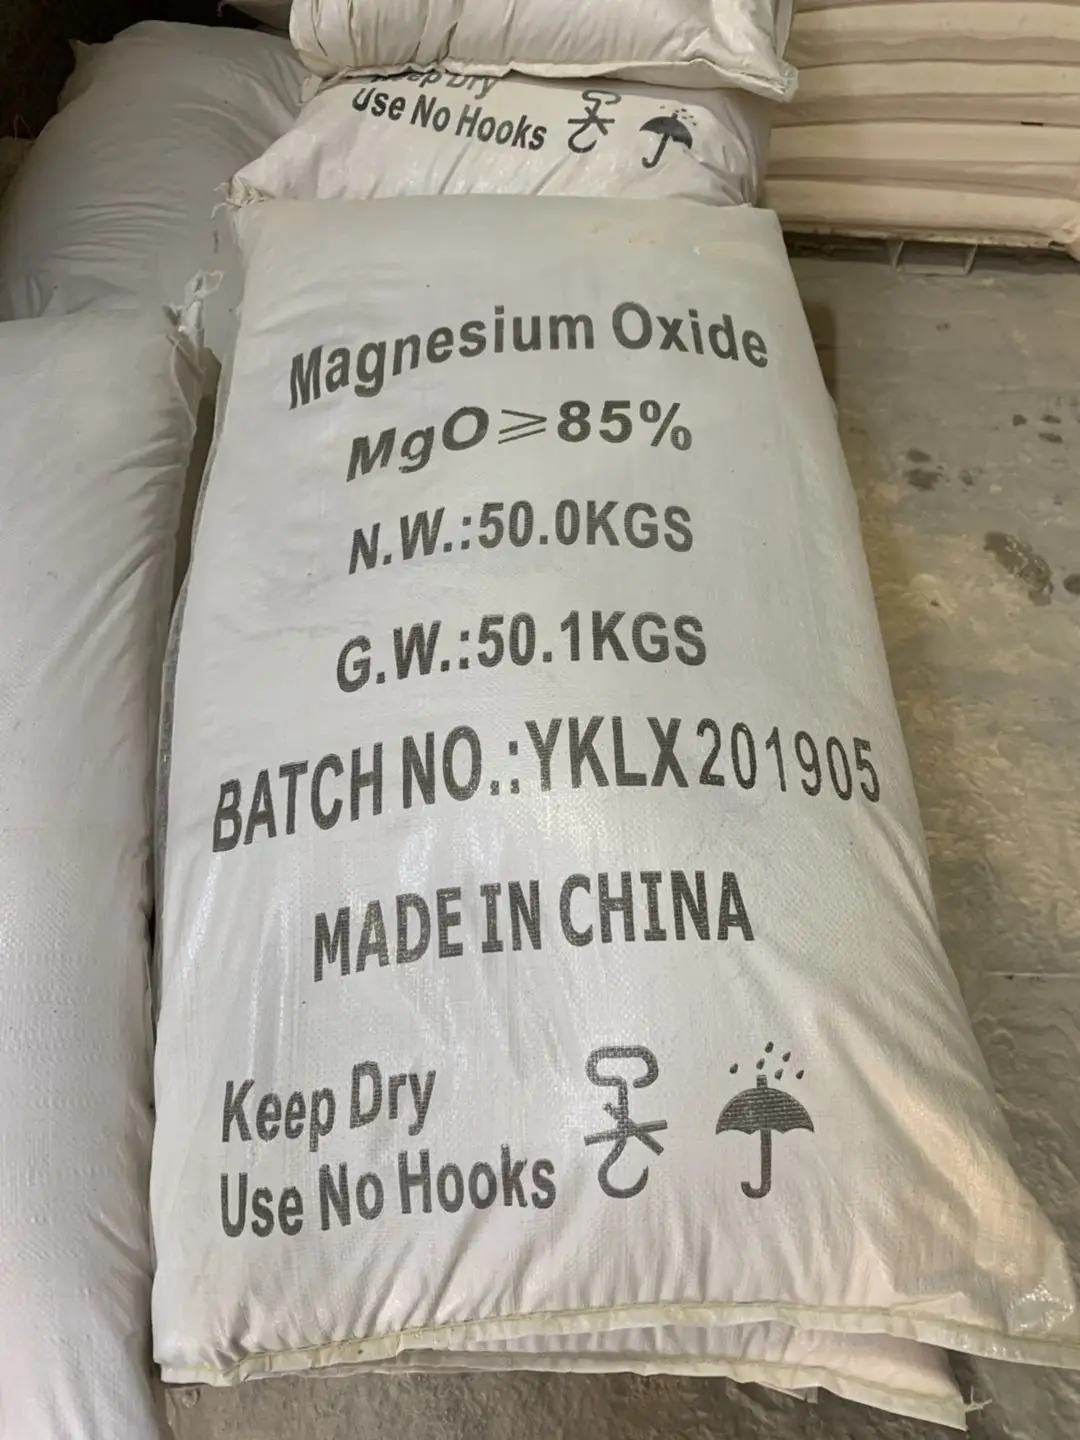 Keep Dry
Use No Hooks
Magnesium Oxide
MgO⩾85%
N.W.:50.0KGS
G.W.:50.1KGS
BATCH NO.:YKLX201905
MADE IN CHINA
Keep Dry
Use No Hooks